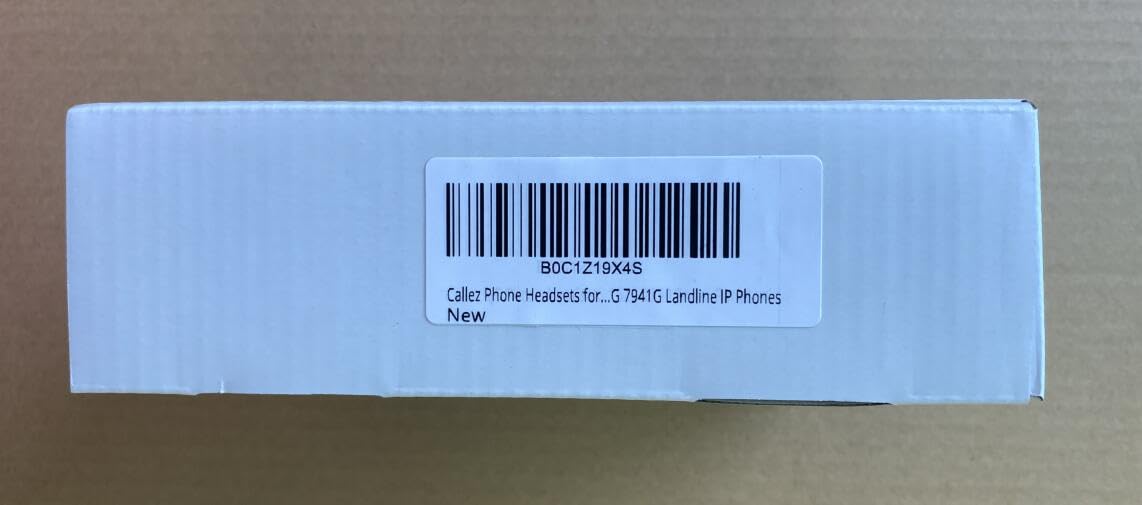 B0C1Z19X4S
Callez Phone Headsets for...G 7941G Landline IP Phones
New